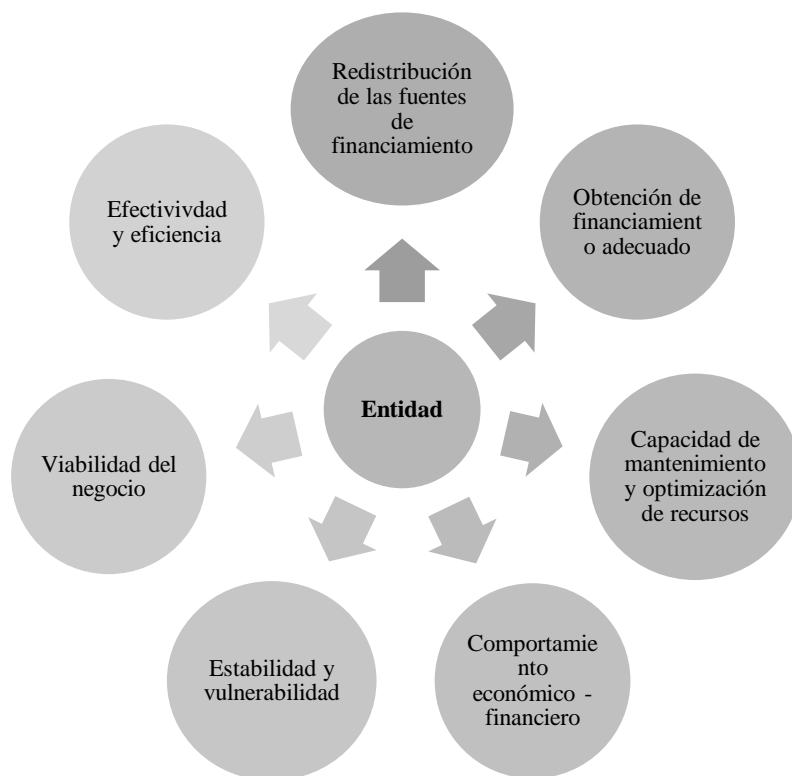 Redistribución
de las fuentes
de
financiamiento
Obtención de
financiamient
o adecuado
Capacidad de
mantenimiento
y optimización
de recursos
Comportamie
nto
económico -
financiero
Estabilidad y
vulnerabilidad
Viabilidad del
negocio
Efectivivdad
y eficiencia
Entidad